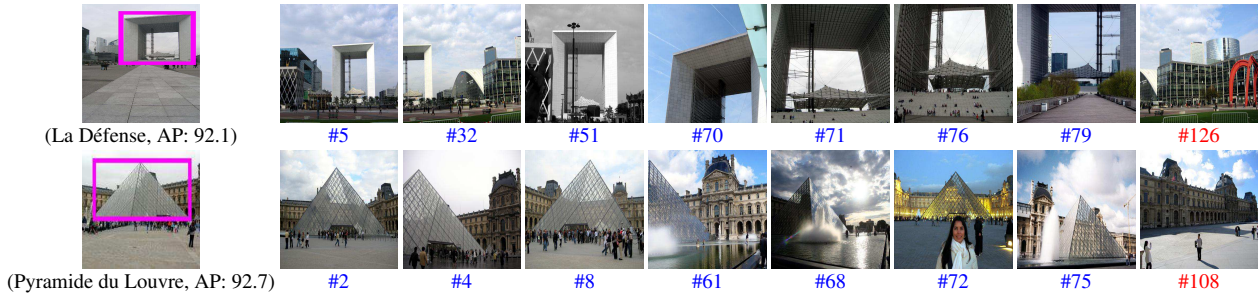 (La Défense, AP: 92.1)
#5 #32 #51 #70 #71 #76 #79 #126
(Pyramide du Louvre, AP: 92.7)
#2 #4 #8 #61 #68 #72 #75 #108